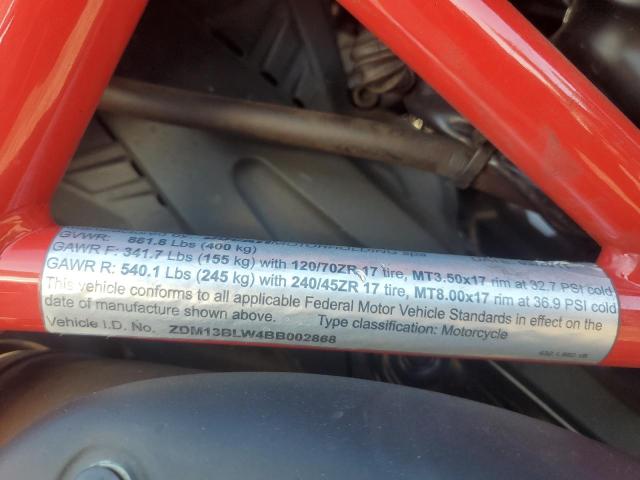 GVWR: 881.8 Lbs (400 kg)
GAWR F: 341.7 Lbs (155 kg) with 120/70ZR 17 tire, MT3.50x17 rim at 32.7 PSI cold
GAWR R: 540.1 Lbs (245 kg) with 240/45ZR 17 tire, MT8.00x17 rim at 36.9 PSI cold
This vehicle conforms to all applicable Federal Motor Vehicle Standards in effect on the
date of manufacture shown above. Type classification: Motorcycle
Vehicle I.D. No. ZDM13BLW4BB002868